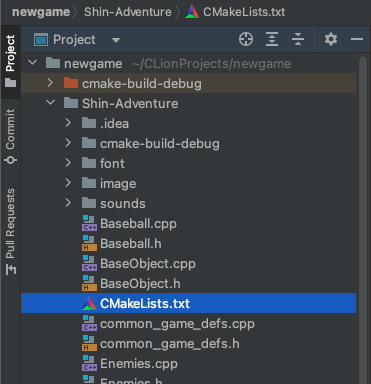 newgame > Shin-Adventure > CMakeLists.txt
Project
Project
Commit
Pull Requests
newgame ~/CLionProjects/newgame
cmake-build-debug
Shin-Adventure
.idea
cmake-build-debug
font
image
sounds
Baseball.cpp
Baseball.h
BaseObject.cpp
BaseObject.h
CMakeLists.txt
common_game_defs.cpp
common_game_defs.h
Enemies.cpp
Enemies.h